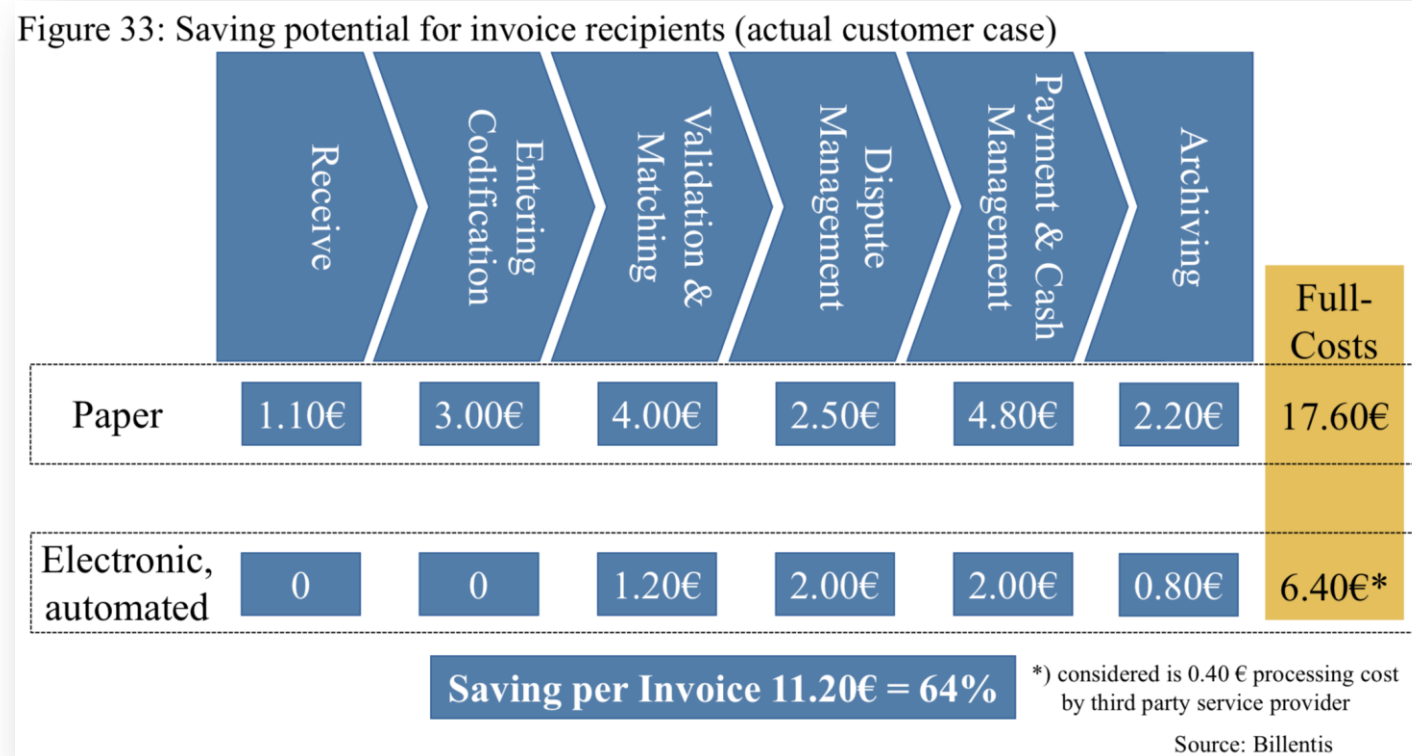 Figure 33: Saving potential for invoice recipients (actual customer case)
Receive
Entering
Codification
Validation &
Matching
Dispute
Management
Payment & Cash
Management
Archiving
Full-
Costs
Paper
1.10€
3.00€
4.00€
2.50€
4.80€
2.20€
17.60€
Electronic,
automated
0
0
1.20€
2.00€
2.00€
0.80€
6.40€*
Saving per Invoice 11.20€ = 64%
*) considered is 0.40 € processing cost
by third party service provider
Source: Billentis